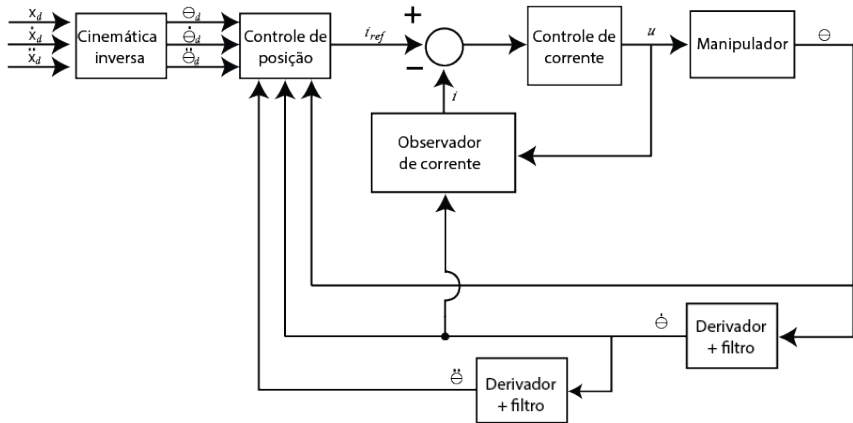 x_d
ẋ_d
ẍ_d
Cinemática
inversa
Θ_d
Θ̇_d
Θ̈_d
Controle de
posição
i_ref
+
−
Controle de
corrente
u
Manipulador
Θ
i
Observador
de corrente
Θ̇
Derivador
+ filtro
Θ̈
Derivador
+ filtro